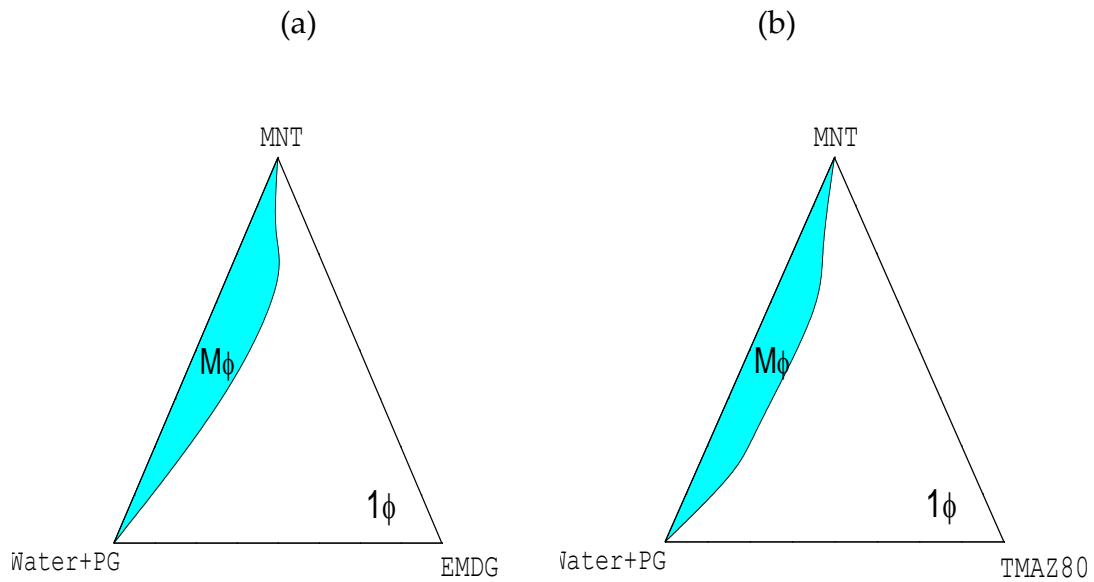 (a) (b)
MNT MNT
Mϕ Mϕ
1ϕ 1ϕ
Water+PG EMDG Water+PG TMAZ80